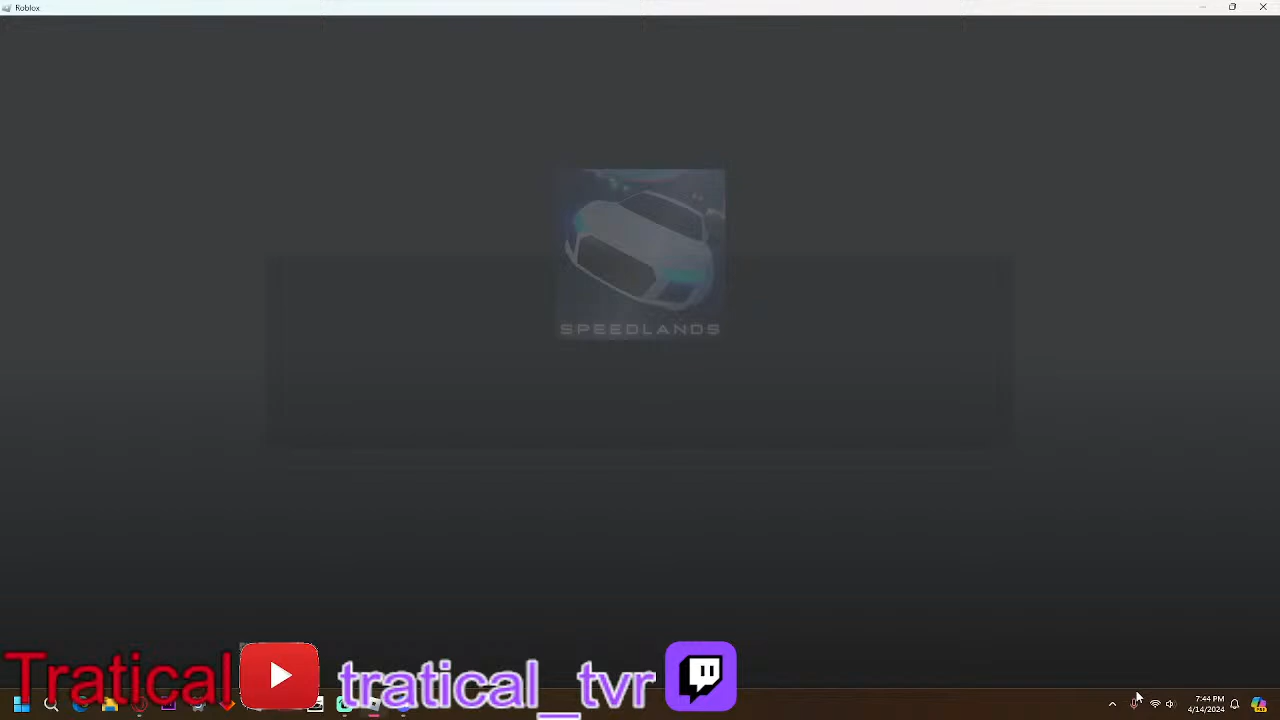 Roblox
SPEEDLANDS
Tratical
tratical_tvr
7:44 PM
4/14/2024